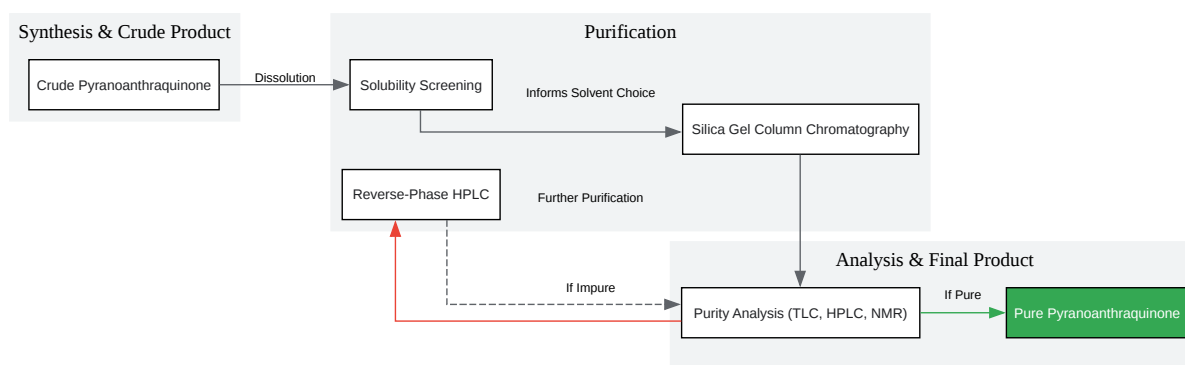 Synthesis & Crude Product
Purification
Crude Pyranoanthraquinone
Dissolution
Solubility Screening
Informs Solvent Choice
Silica Gel Column Chromatography
Reverse-Phase HPLC
Further Purification
Analysis & Final Product
If Impure
Purity Analysis (TLC, HPLC, NMR)
If Pure
Pure Pyranoanthraquinone